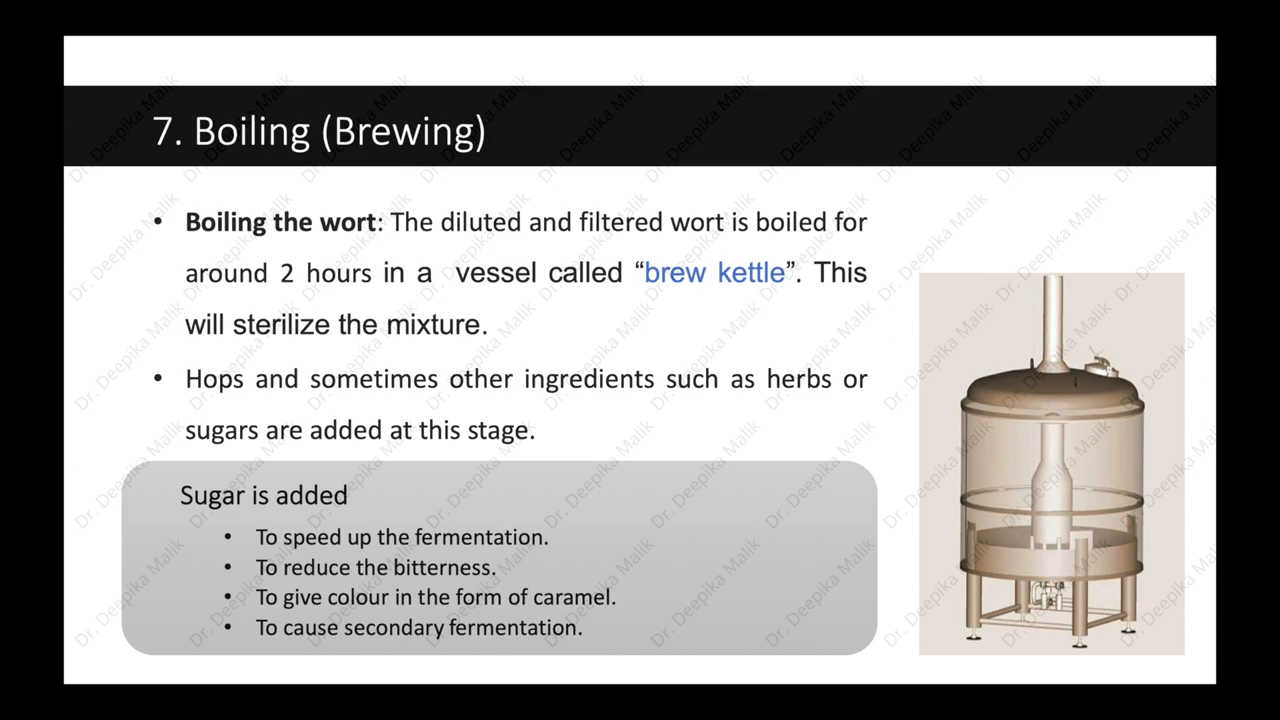 7. Boiling (Brewing)
• Boiling the wort: The diluted and filtered wort is boiled for
around 2 hours in a vessel called “brew kettle”. This
will sterilize the mixture.
• Hops and sometimes other ingredients such as herbs or
sugars are added at this stage.
Sugar is added
• To speed up the fermentation.
• To reduce the bitterness.
• To give colour in the form of caramel.
• To cause secondary fermentation.
Dr. Deepika Malik